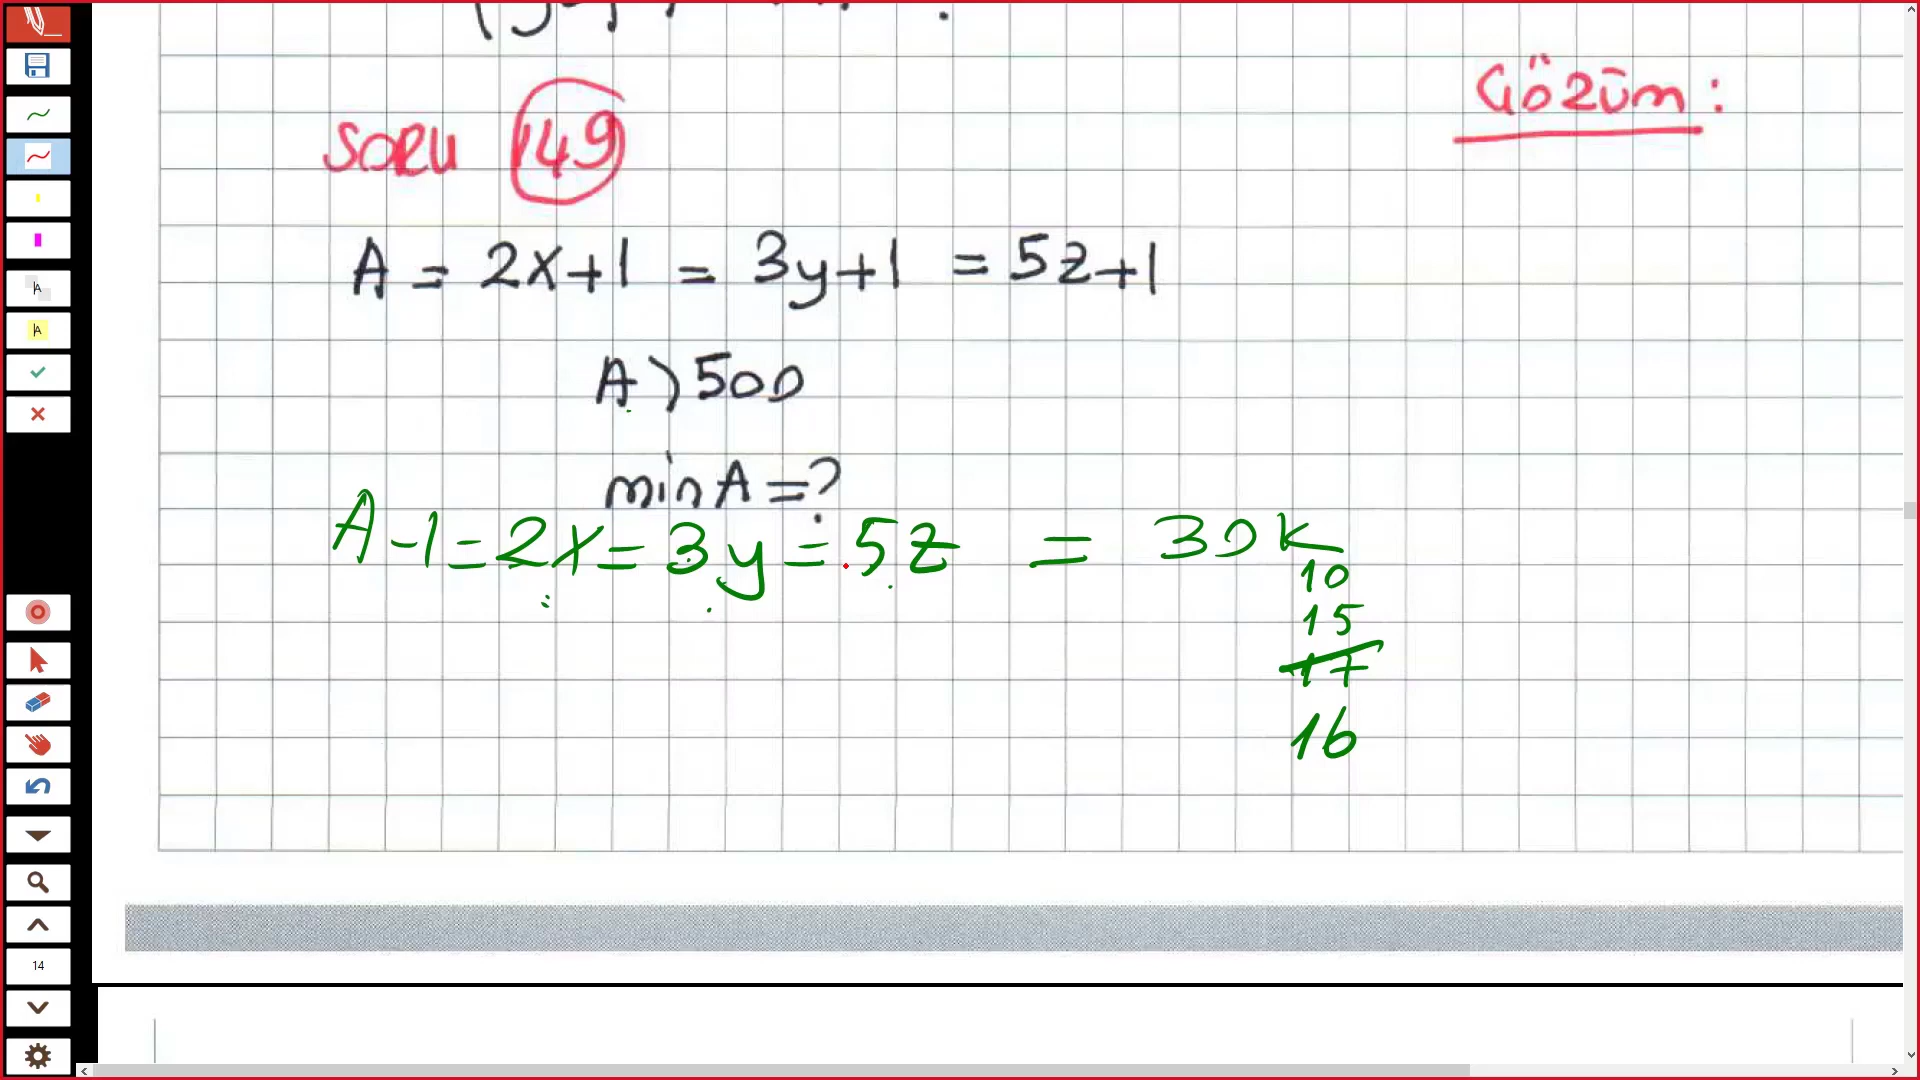 SORU 149
Çözüm:
A = 2x+1 = 3y+1 = 5z+1
A > 500
min A = ?
A-1 = 2x = 3y = 5z = 30k
10
15
17
16
14